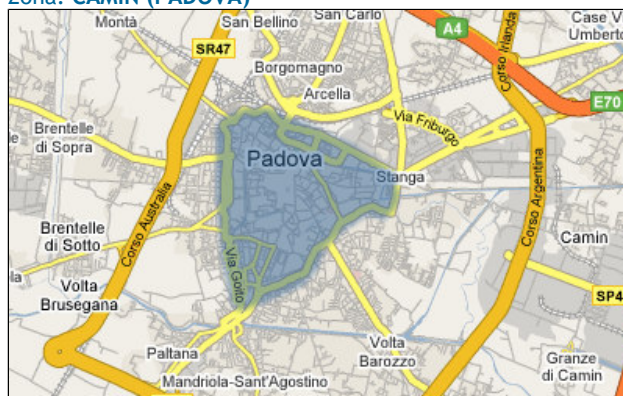 zona: CAMIN (PADOVA)
San Bellino
San Carlo
Montà
SR47
A4
Corso Irlanda
Case V
Umberto
Borgomagno
Arcella
E70
Brentelle
di Sopra
Via Friburgo
Padova
Stanga
Corso Australia
Corso Argentina
Brentelle
di Sotto
Via Goito
Camin
Volta
Brusegana
SP4
Paltana
Volta
Barozzo
Granze
di Camin
Mandriola-Sant'Agostino